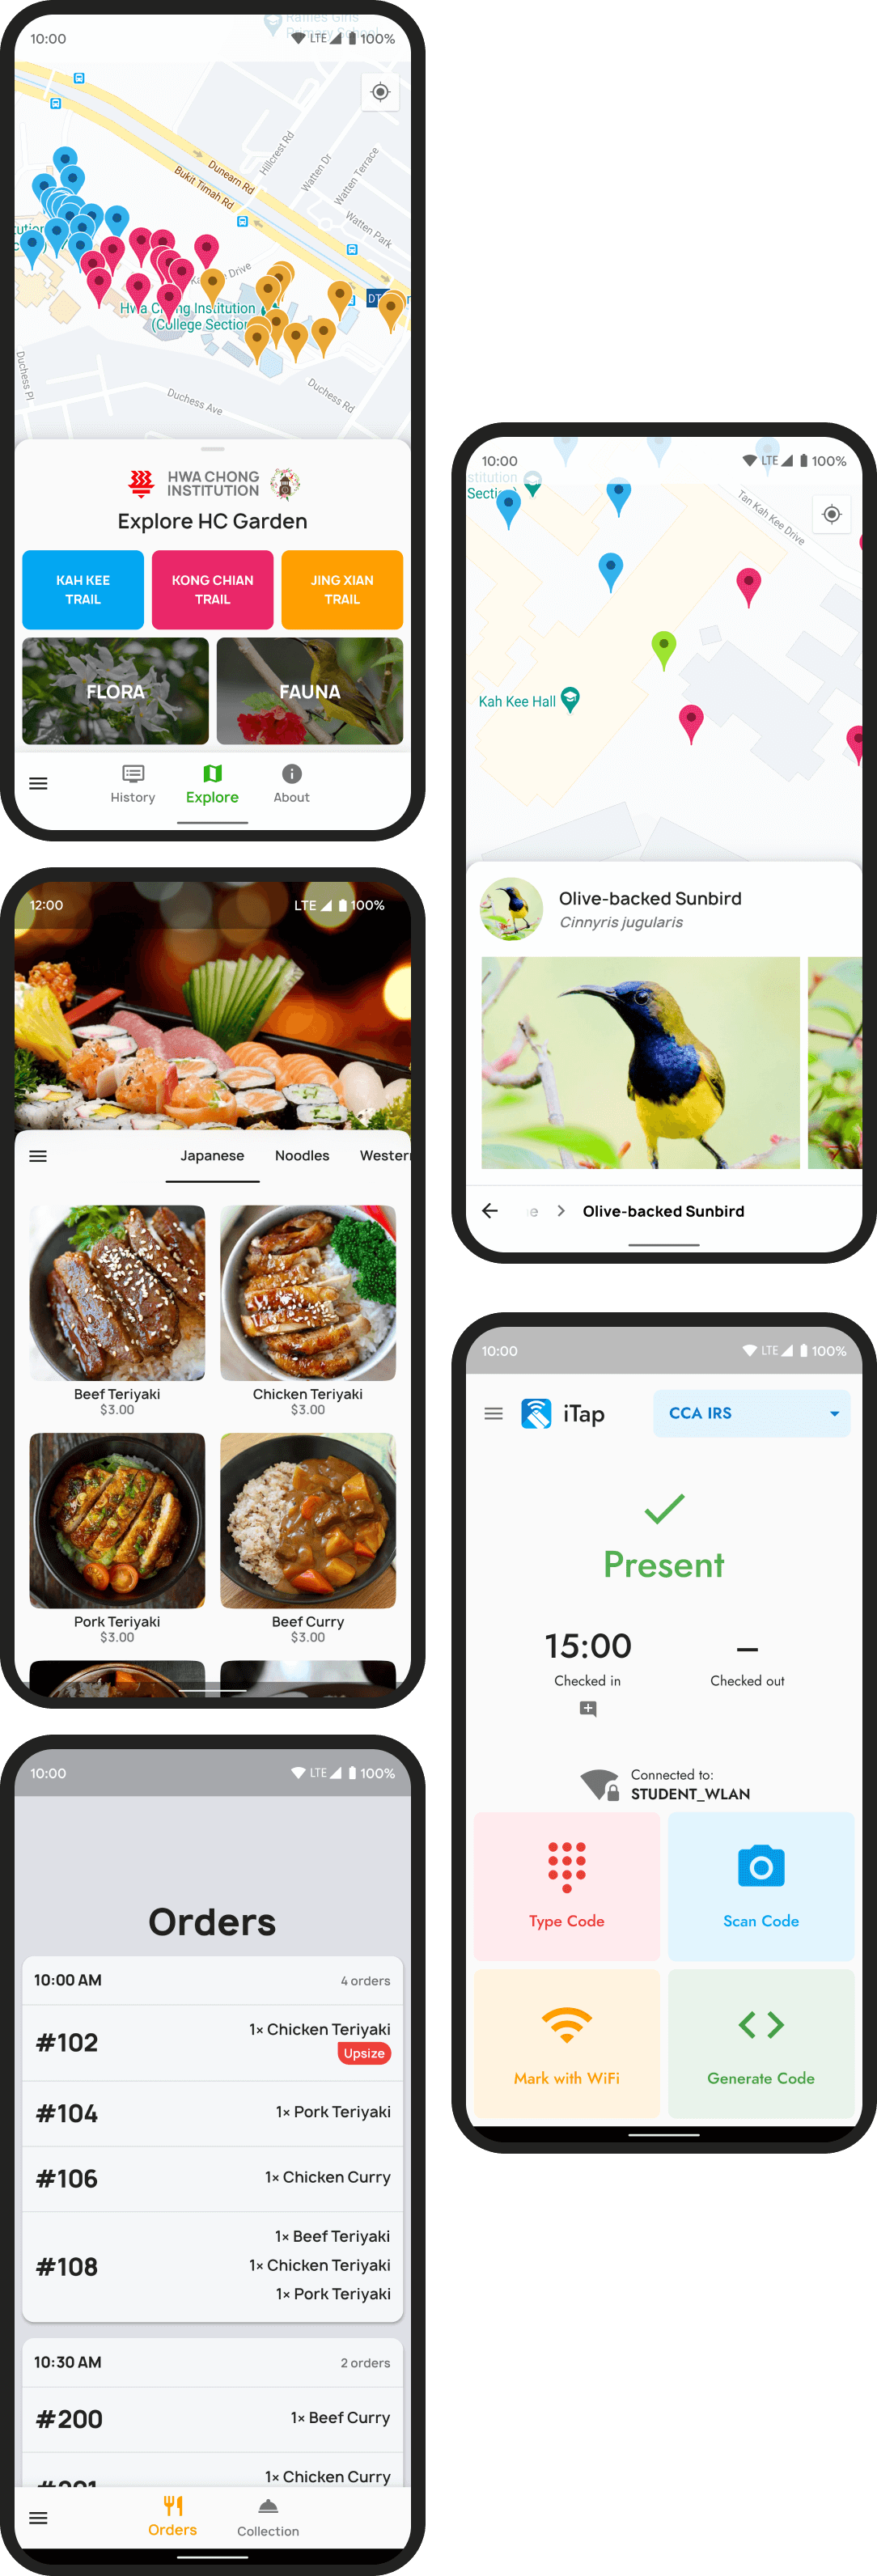 Raffles Girls
Primary School
10:00 LTE 100%
Hillcrest Rd
Dunearn Rd
Bukit Timah Rd
Watten Dr
Watten Terrace
Watten Park
Drive
DT
Hwa Chong Institution
(College Section)
Duchess Pl
Duchess Ave
Duchess Rd
HWA CHONG
INSTITUTION
Explore HC Garden
KAH KEE
TRAIL
KONG CHIAN
TRAIL
JING XIAN
TRAIL
FLORA
FAUNA
History
Explore
About
12:00 LTE 100%
Japanese Noodles Western
Beef Teriyaki
$3.00
Chicken Teriyaki
$3.00
Pork Teriyaki
$3.00
Beef Curry
$3.00
10:00 LTE 100%
Orders
10:00 AM 4 orders
#102 1× Chicken Teriyaki
Upsize
#104 1× Pork Teriyaki
#106 1× Chicken Curry
#108 1× Beef Teriyaki
1× Chicken Teriyaki
1× Pork Teriyaki
10:30 AM 2 orders
#200 1× Beef Curry
#201 1× Chicken Curry
Orders
Collection
10:00 LTE 100%
stitution
Section)
Tan Kah Kee Drive
Kah Kee Hall
Olive-backed Sunbird
Cinnyris jugularis
e > Olive-backed Sunbird
10:00 LTE 100%
iTap
CCA IRS
Present
15:00 –
Checked in Checked out
Connected to:
STUDENT_WLAN
Type Code
Scan Code
Mark with WiFi
Generate Code